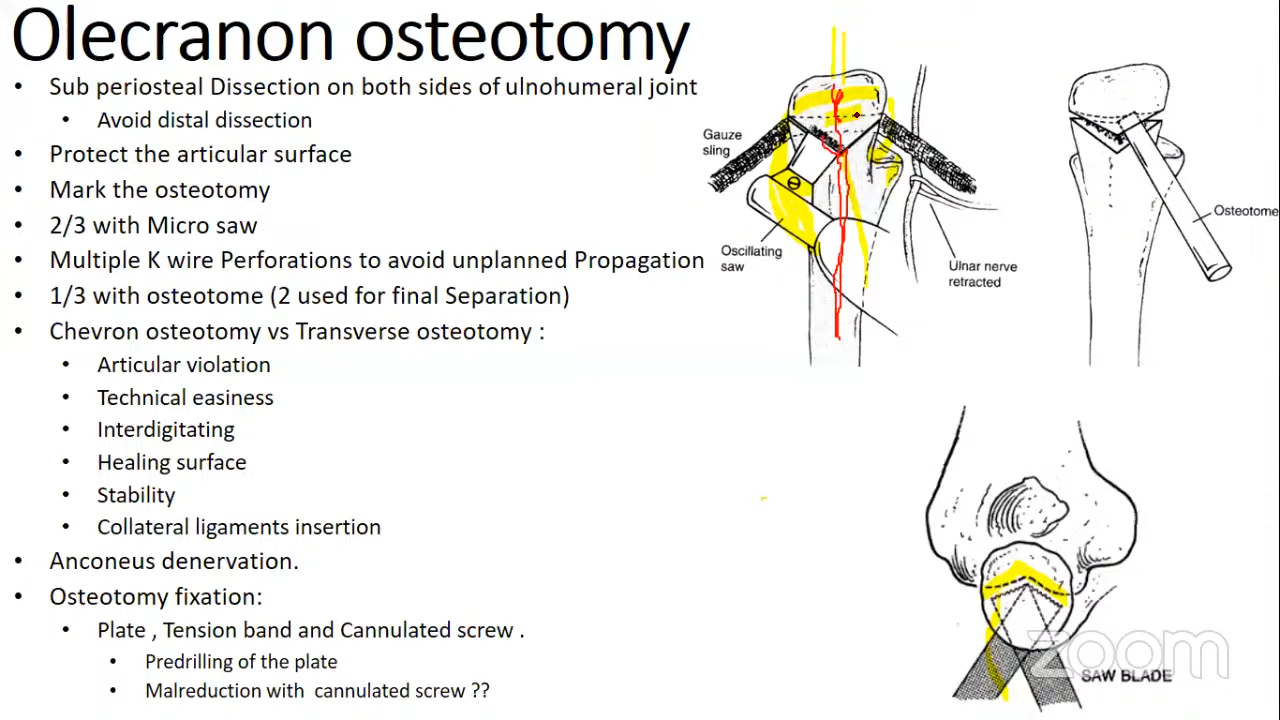 Olecranon osteotomy
• Sub periosteal Dissection on both sides of ulnohumeral joint
• Avoid distal dissection
• Protect the articular surface
• Mark the osteotomy
• 2/3 with Micro saw
• Multiple K wire Perforations to avoid unplanned Propagation
• 1/3 with osteotome (2 used for final Separation)
• Chevron osteotomy vs Transverse osteotomy :
• Articular violation
• Technical easiness
• Interdigitating
• Healing surface
• Stability
• Collateral ligaments insertion
• Anconeus denervation.
• Osteotomy fixation:
• Plate , Tension band and Cannulated screw .
• Predrilling of the plate
• Malreduction with cannulated screw ??
Gauze
sling
Oscillating
saw
Ulnar nerve
retracted
Osteotome
zoom
SAW BLADE